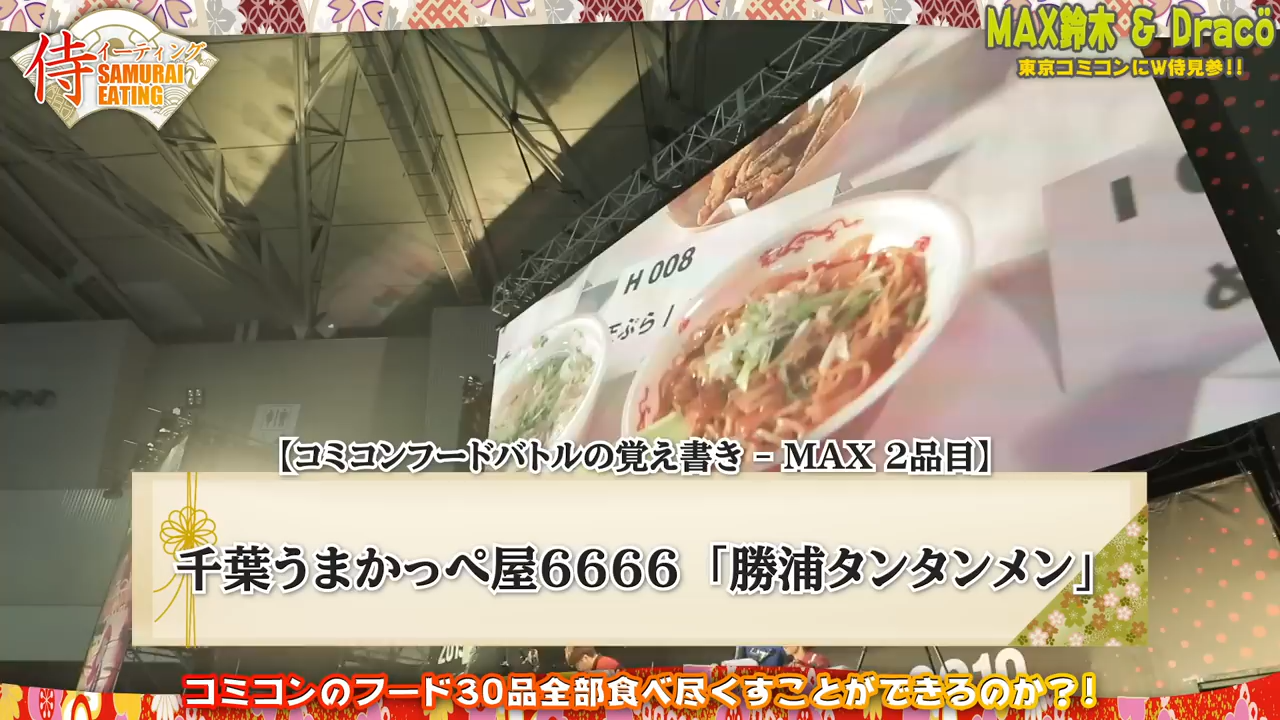 侍
イーティング
SAMURAI
EATING
MAX鈴木 & Dracö
東京コミコンにW侍見参!!
H 008
ぷら
【コミコンフードバトルの覚え書き - MAX 2品目】
千葉うまかっぺ屋6666「勝浦タンタンメン」
コミコンのフード30品全部食べ尽くすことができるのか?!